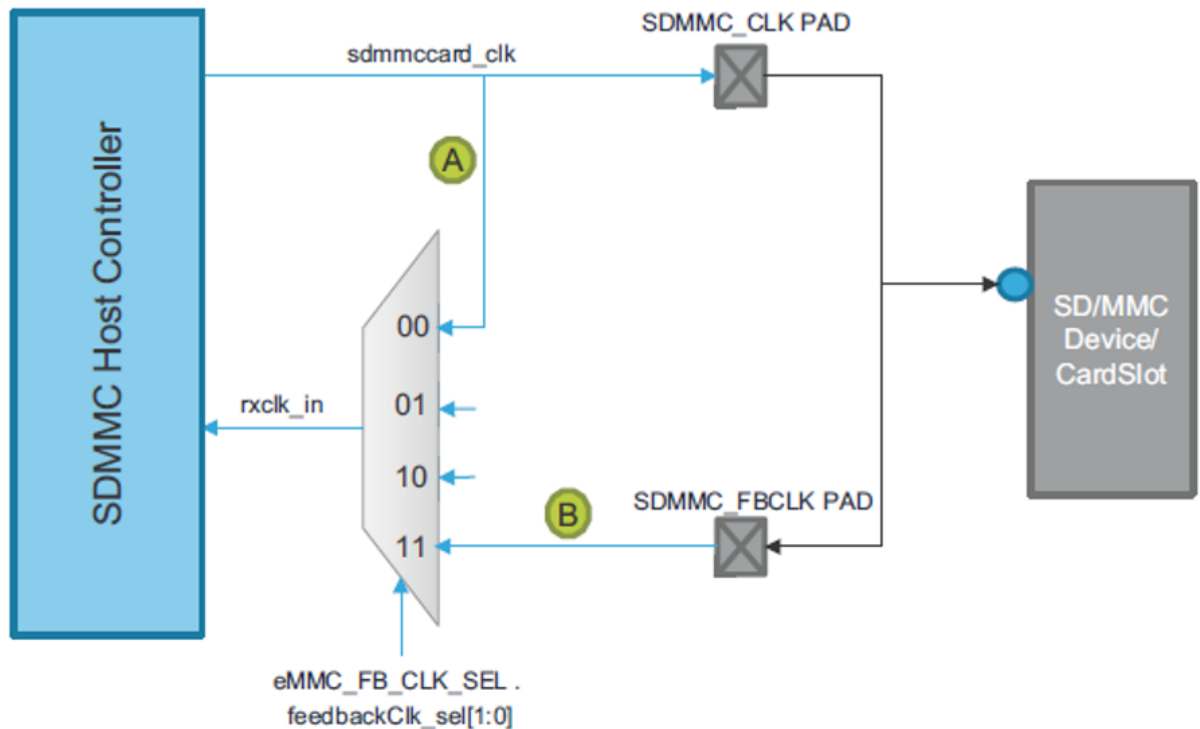 SDMMC_CLK PAD
sdmmccard_clk
A
SDMMC Host Controller
00
SD/MMC
Device/
CardSlot
rxclk_in
01
10
SDMMC_FBCLK PAD
B
11
eMMC_FB_CLK_SEL .
feedbackClk_sel[1:0]